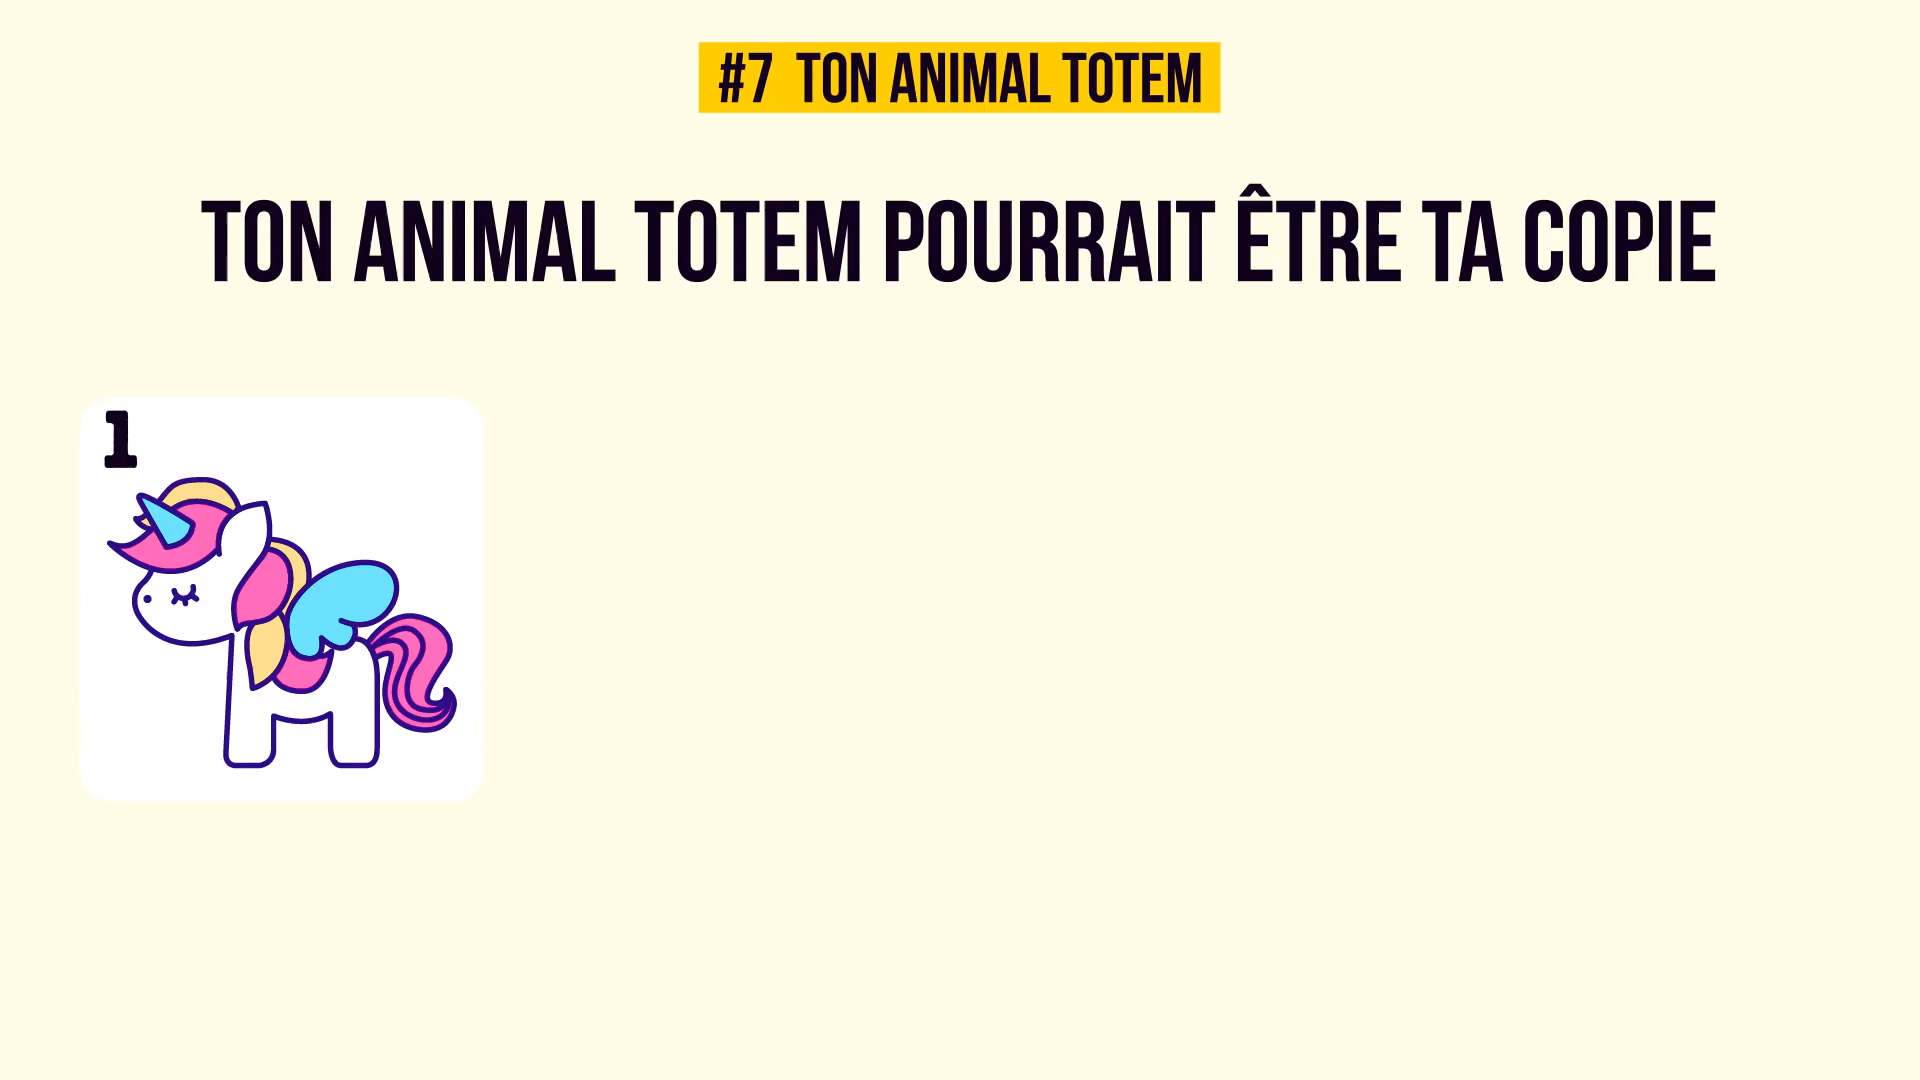 #7 TON ANIMAL TOTEM
TON ANIMAL TOTEM POURRAIT ÊTRE TA COPIE
1